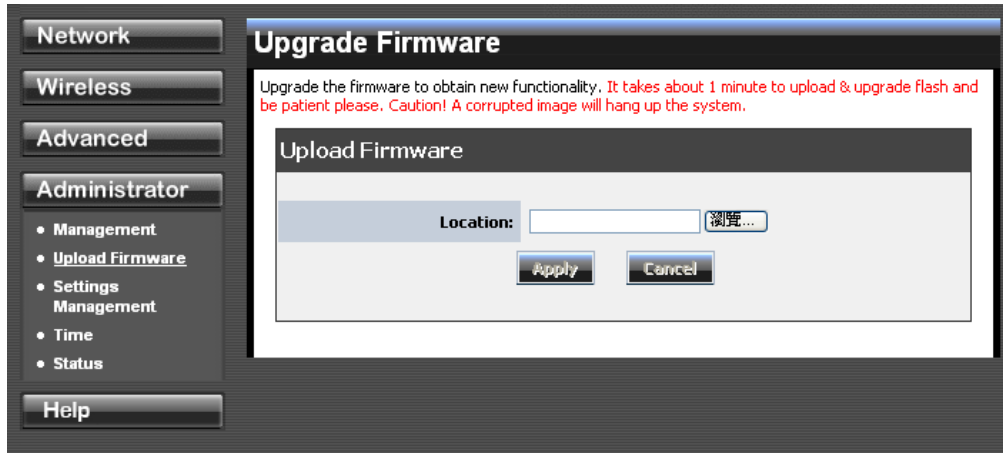 Network
Wireless
Advanced
Administrator
• Management
• Upload Firmware
• Settings
Management
• Time
• Status
Help
Upgrade Firmware
Upgrade the firmware to obtain new functionality. It takes about 1 minute to upload & upgrade flash and
be patient please. Caution! A corrupted image will hang up the system.
Upload Firmware
Location: 瀏覽...
Apply Cancel